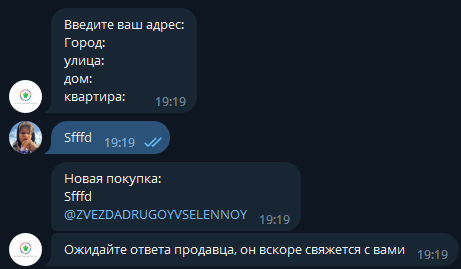 Введите ваш адрес:
Город:
улица:
дом:
квартира:
19:19
Sfffd 19:19
Новая покупка:
Sfffd
@ZVEZDADRUGOYVSELENNOY 19:19
Ожидайте ответа продавца, он вскоре свяжется с вами 19:19